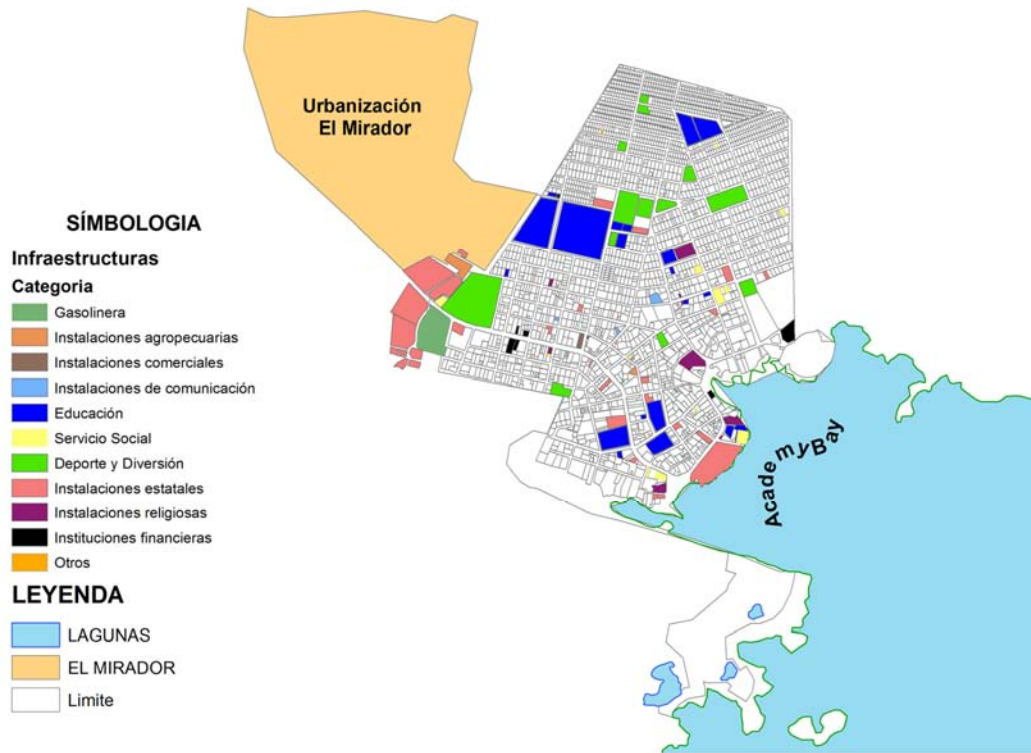 Urbanización
El Mirador
SÍMBOLOGIA
Infraestructuras
Categoria
Gasolinera
Instalaciones agropecuarias
Instalaciones comerciales
Instalaciones de comunicación
Educación
Servicio Social
Deporte y Diversión
Instalaciones estatales
Instalaciones religiosas
Instituciones financieras
Otros
LEYENDA
LAGUNAS
EL MIRADOR
Limite
Academy Bay